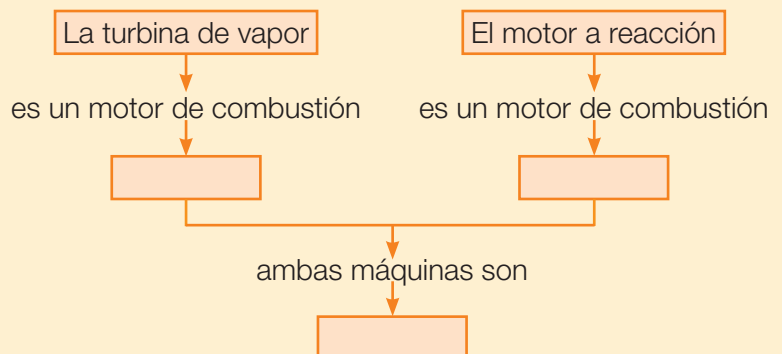 La turbina de vapor
El motor a reacción
es un motor de combustión
es un motor de combustión
ambas máquinas son